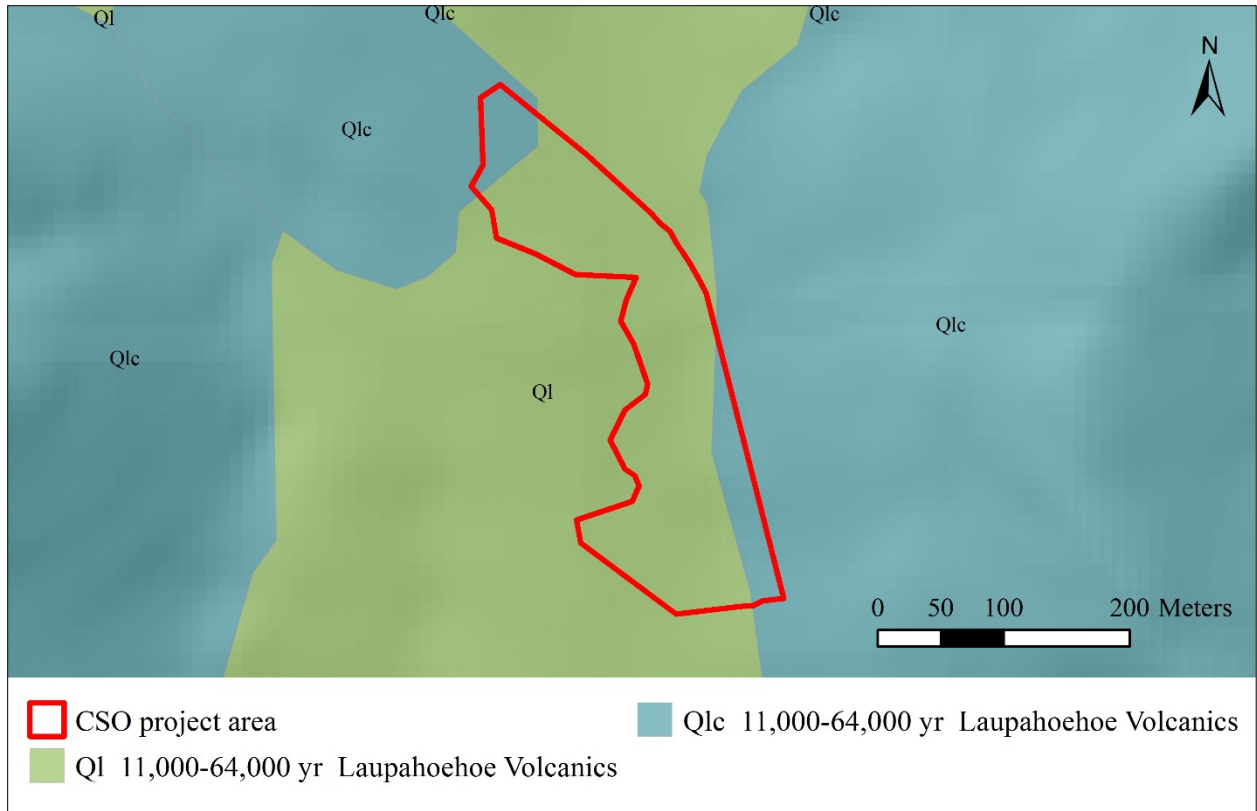 Ql
Qlc
Qlc
N
Qlc
Qlc
Qlc
Ql
0 50 100 200 Meters
CSO project area
Qlc 11,000-64,000 yr Laupahoehoe Volcanics
Ql 11,000-64,000 yr Laupahoehoe Volcanics